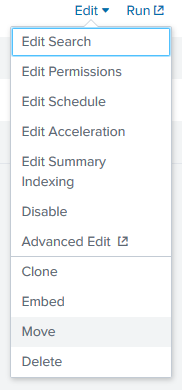 Edit Run
Edit Search
Edit Permissions
Edit Schedule
Edit Acceleration
Edit Summary
Indexing
Disable
Advanced Edit
Clone
Embed
Move
Delete